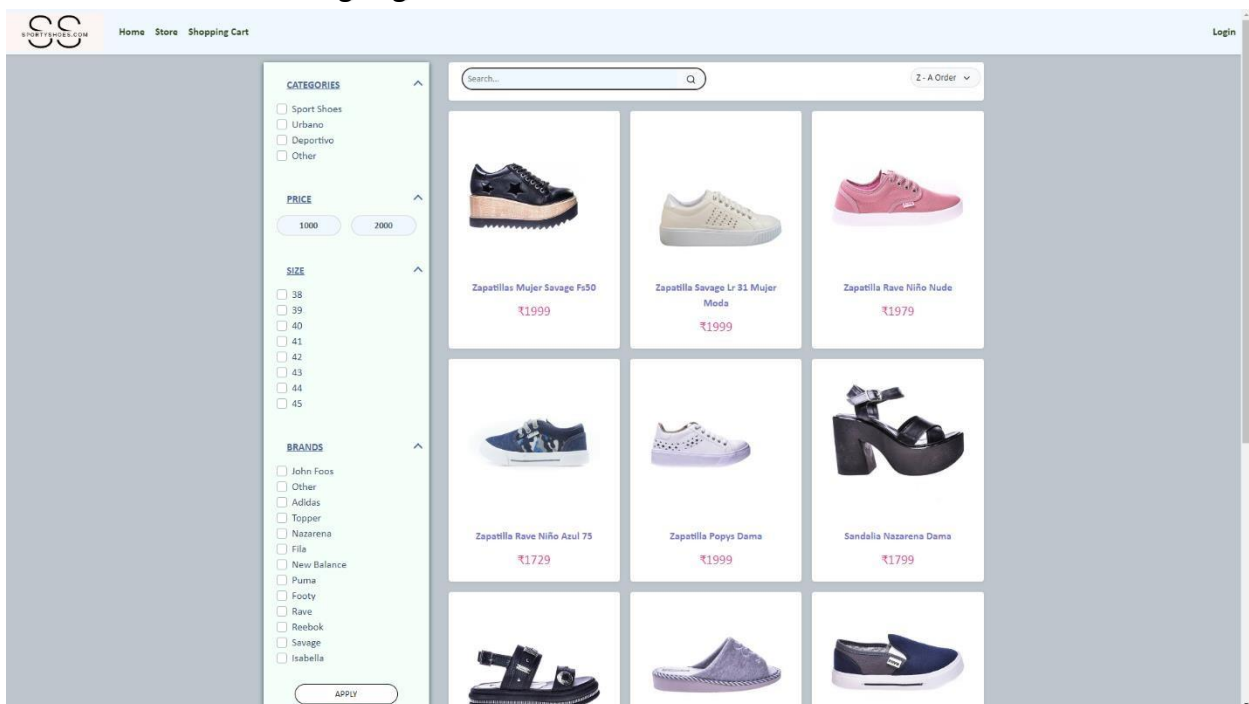 SPORTYSHOES.COM
Home Store Shopping Cart
Login
CATEGORIES
Sport Shoes
Urbano
Deportivo
Other
PRICE
1000 2000
SIZE
38
39
40
41
42
43
44
45
BRANDS
John Foos
Other
Adidas
Topper
Nazarena
Fila
New Balance
Puma
Footy
Rave
Reebok
Savage
Isabella
APPLY
Search...
Z - A Order
Zapatillas Mujer Savage Fs50
₹1999
Zapatilla Savage Lr 31 Mujer
Moda
₹1999
Zapatilla Rave Niño Nude
₹1979
Zapatilla Rave Niño Azul 75
₹1729
Zapatilla Popys Dama
₹1999
Sandalia Nazarena Dama
₹1799